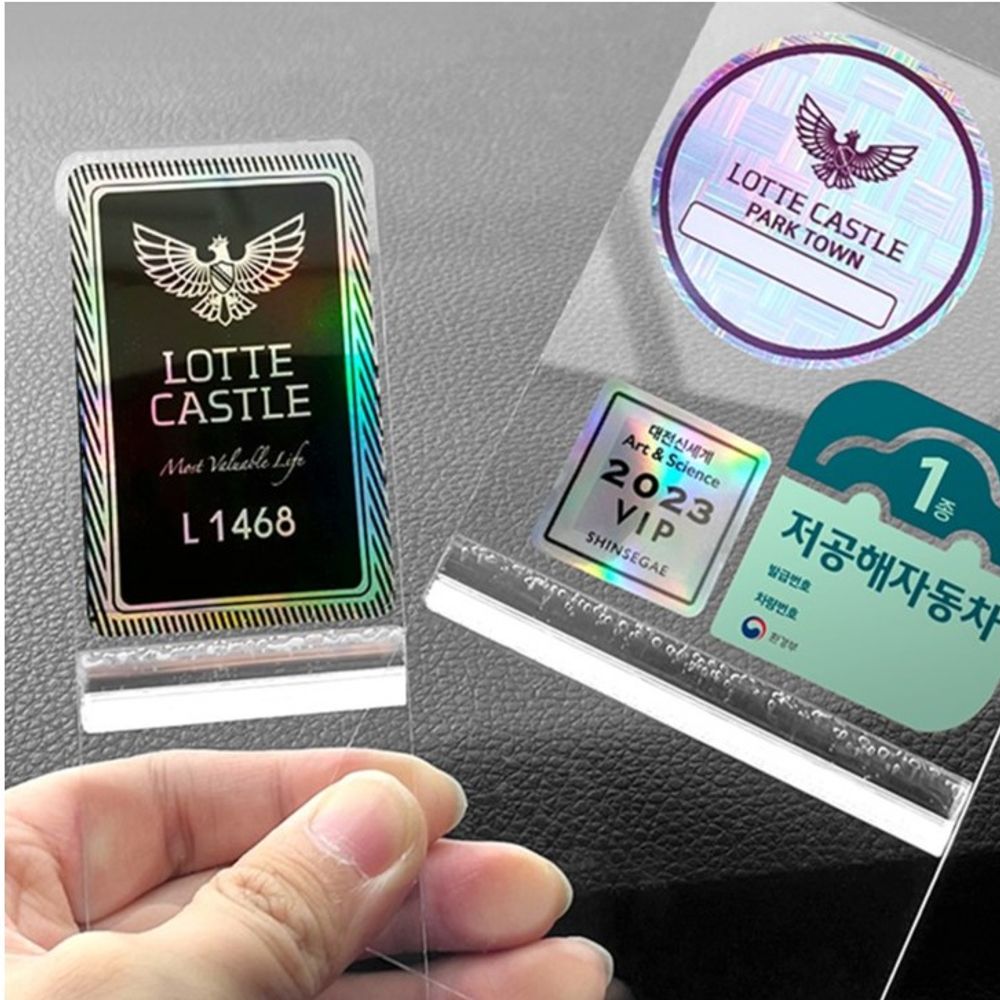 LOTTE
CASTLE
Most Valuable Life
L 1468
LOTTE CASTLE
PARK TOWN
대전신세계
Art & Science
2023
VIP
SHINSEGAE
1종
저공해자동차
발급번호
차량번호
환경부